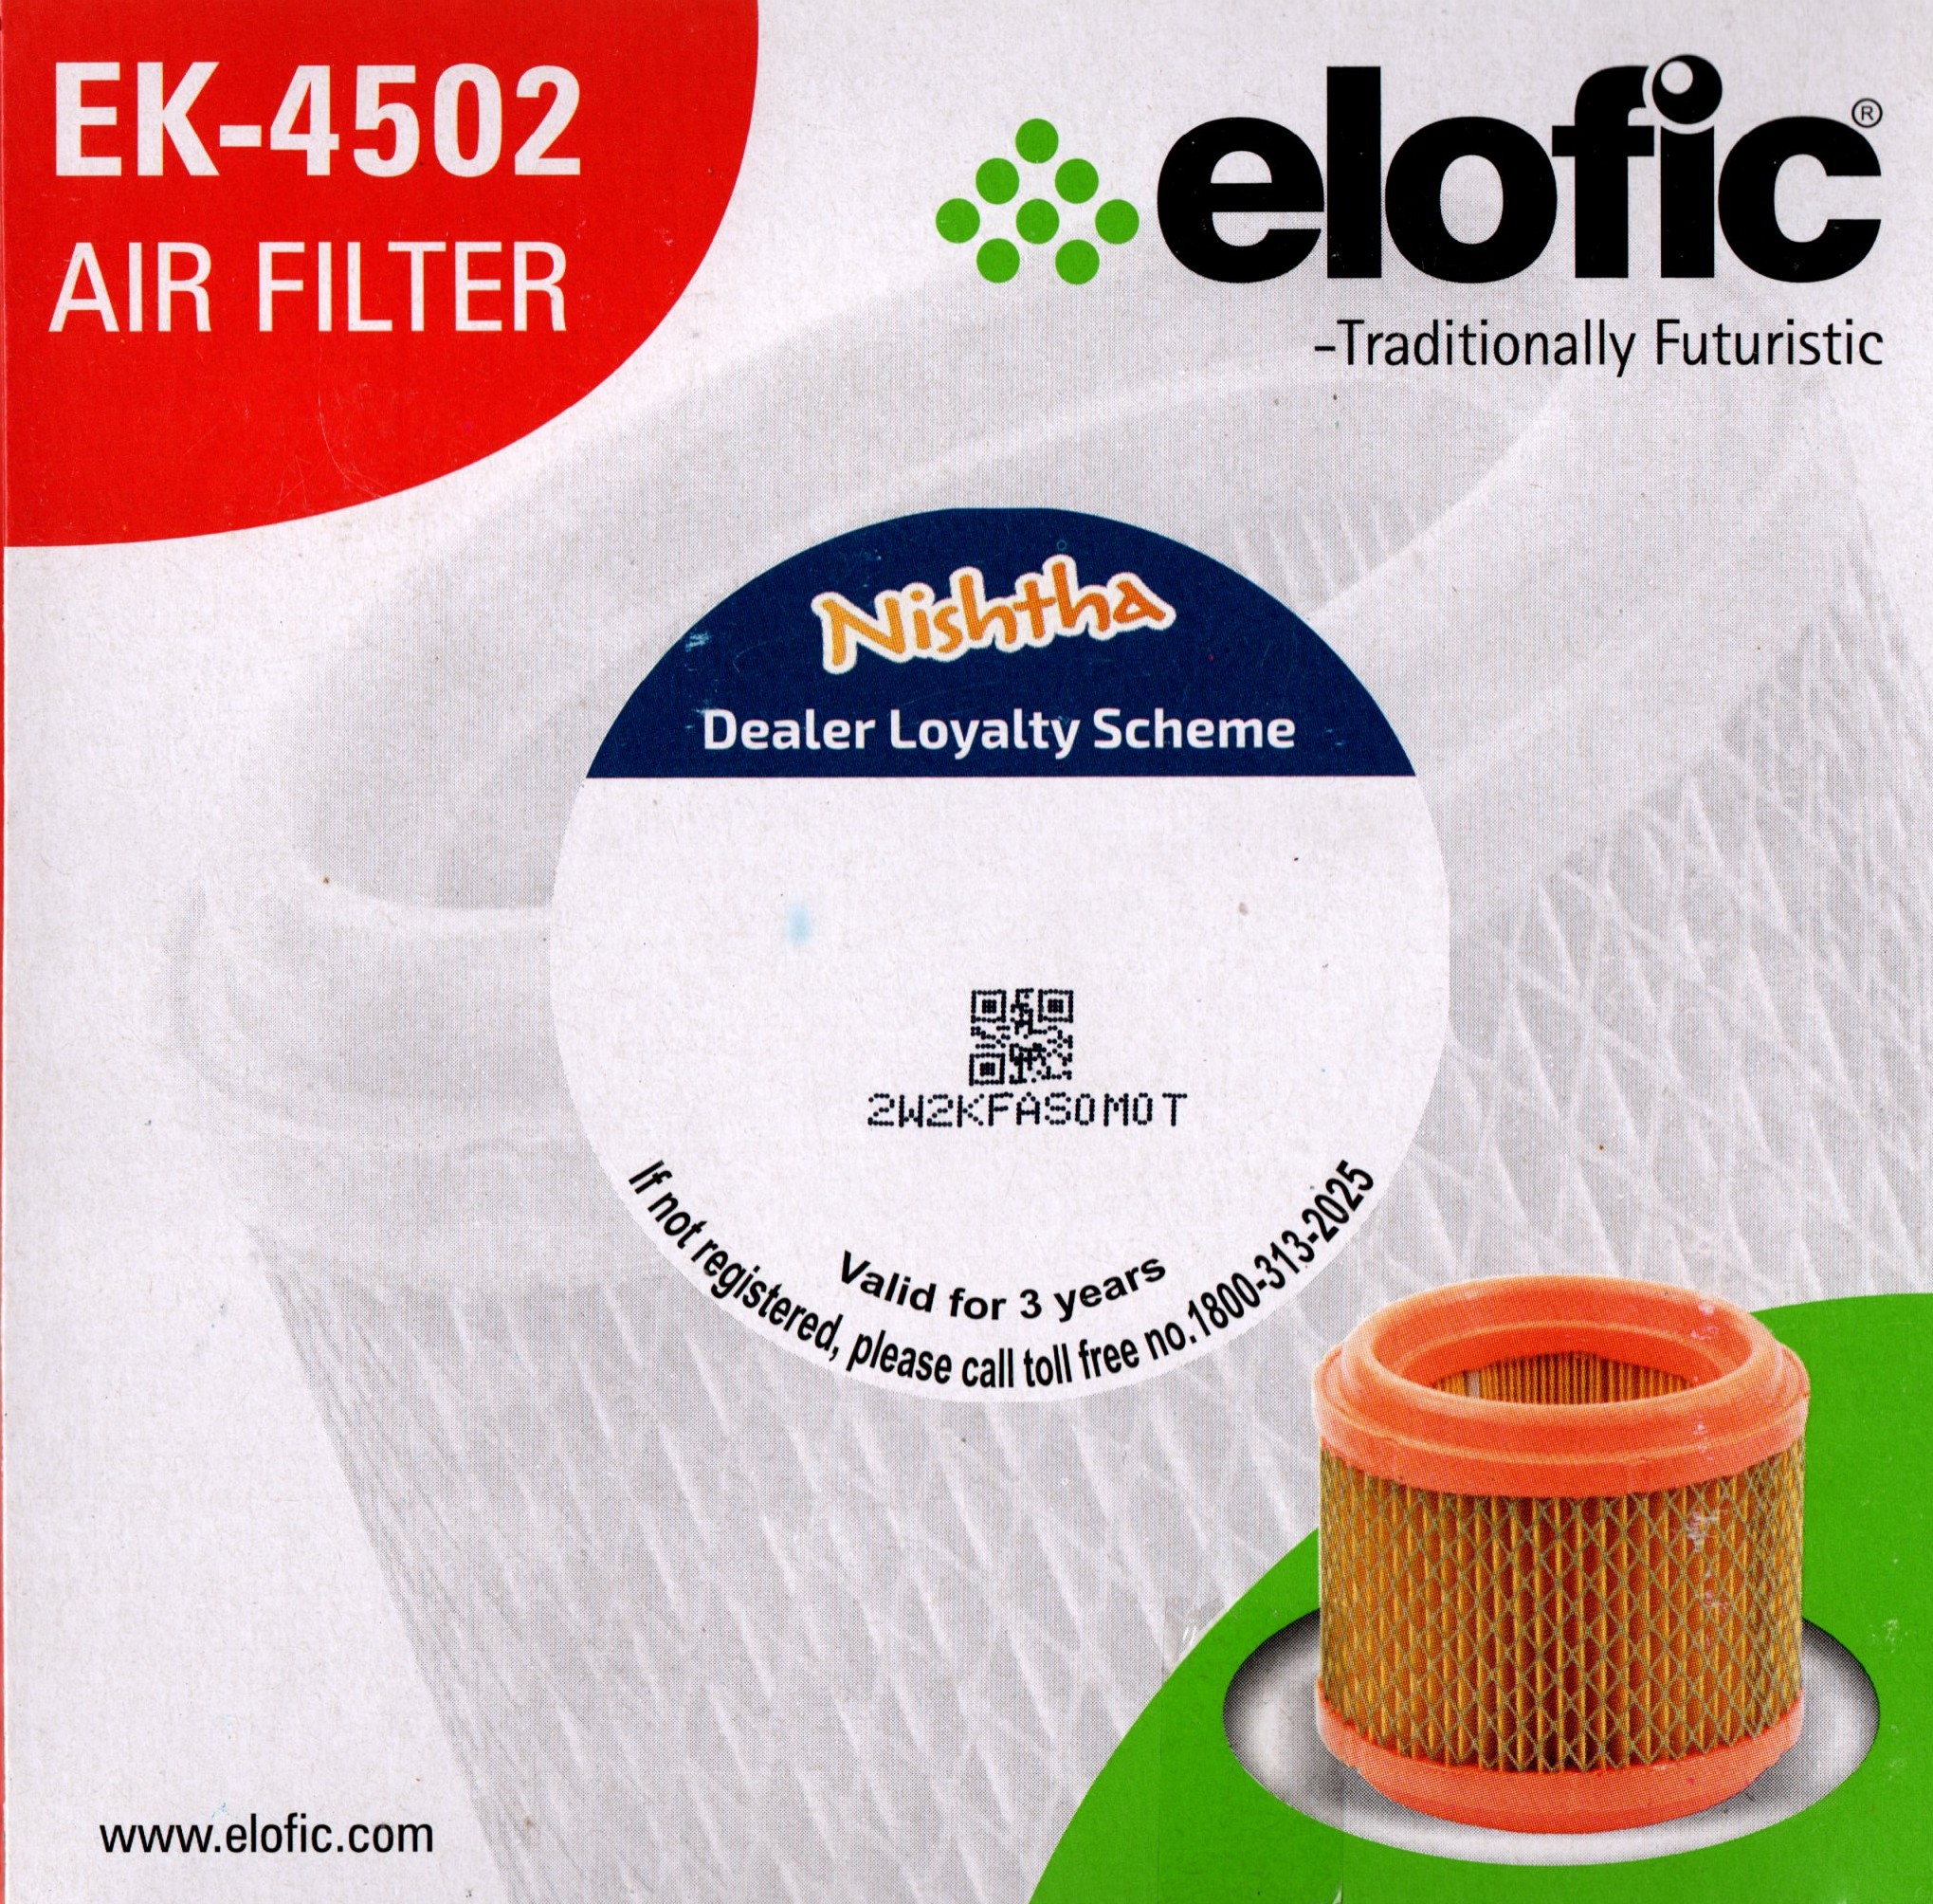 EK-4502
AIR FILTER
elofic®
-Traditionally Futuristic
Nishtha
Dealer Loyalty Scheme
2W2KFAS0M0T
Valid for 3 years
If not registered, please call toll free no.1800-313-2025
www.elofic.com